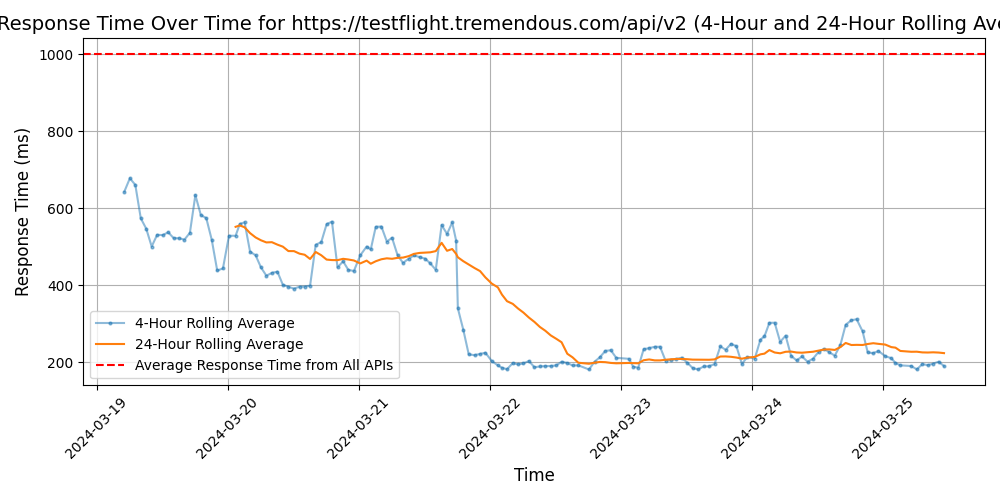 Response Time Over Time for https://testflight.tremendous.com/api/v2 (4-Hour and 24-Hour Rolling Ave
Response Time (ms)
1000
800
600
400
200
4-Hour Rolling Average
24-Hour Rolling Average
Average Response Time from All APIs
2024-03-19
2024-03-20
2024-03-21
2024-03-22
2024-03-23
2024-03-24
2024-03-25
Time